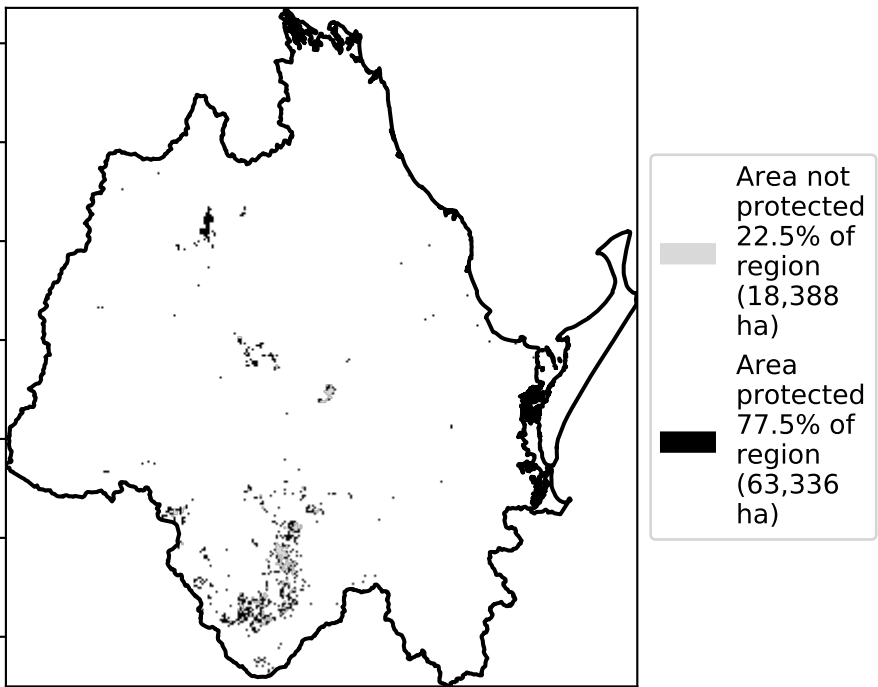 Area not
protected
22.5% of
region
(18,388
ha)
Area
protected
77.5% of
region
(63,336
ha)